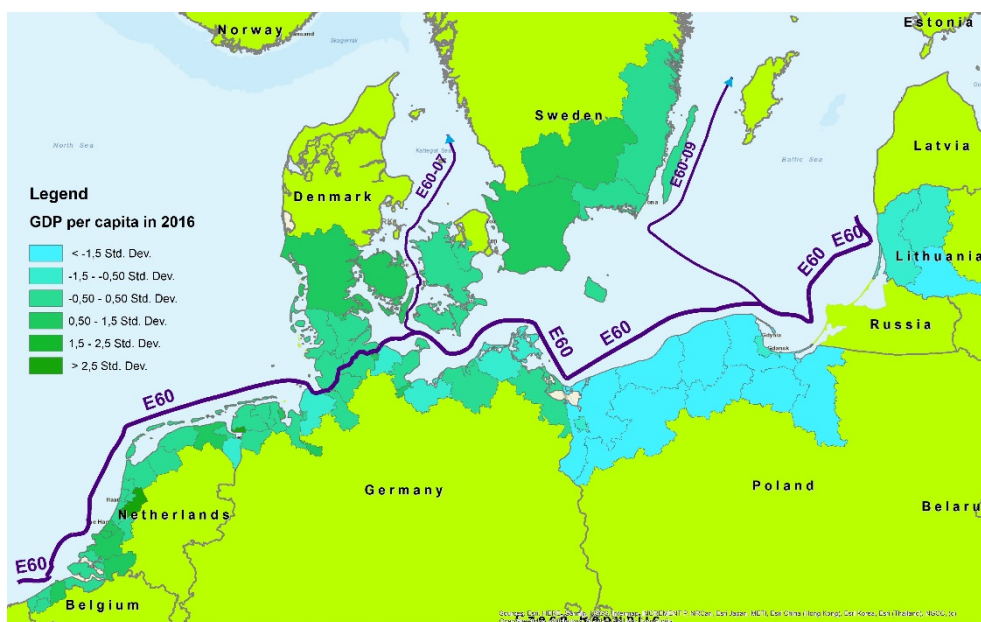 Norway
Skagerrak
Estonia
Sweden
North Sea
Kattegat Sea
E60-07
E60-09
Baltic Sea
Latvia
Denmark
Legend
GDP per capita in 2016
< -1,5 Std. Dev.
-1,5 - -0,50 Std. Dev.
-0,50 - 0,50 Std. Dev.
0,50 - 1,5 Std. Dev.
1,5 - 2,5 Std. Dev.
> 2,5 Std. Dev.
E60
E60
Lithuania
Russia
E60
E60
Gdynia
Gdansk
E60
Germany
Poland
Belaru
Netherlands
E60
Belgium